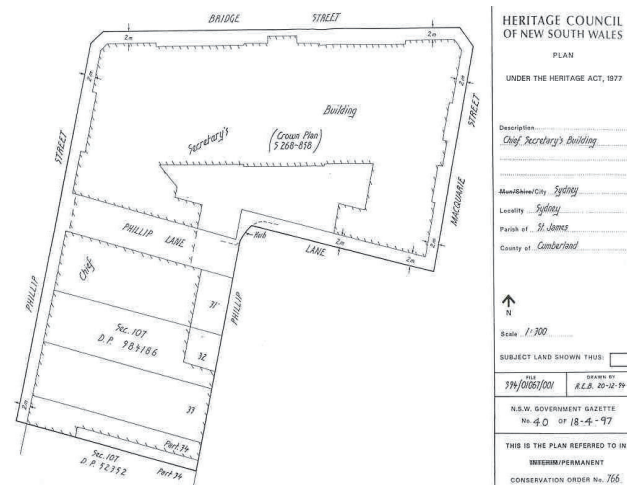 BRIDGE STREET
2m
2m
2m
2m
STREET
STREET
Building
Secretary's
(Crown Plan)
5268-858
PHILLIP LANE
Kerb
LANE
2m
2m
2m
MACQUARIE
Chief
PHILLIP
PHILLIP
31
32
33
Sec. 107
D.P. 984186
2m
Part 34
Sec. 107
D.P. 52352
Part 34
HERITAGE COUNCIL
OF NEW SOUTH WALES
PLAN
UNDER THE HERITAGE ACT, 1977
Description
Chief Secretary's Building
Mun/Shire/City Sydney
Locality Sydney
Parish of St. James
County of Cumberland
N
Scale 1:300
SUBJECT LAND SHOWN THUS:
FILE
S94/01067/001
DRAWN BY
R.E.B. 20-12-94
N.S.W. GOVERNMENT GAZETTE
No. 40 OF 18-4-97
THIS IS THE PLAN REFERRED TO IN
INTERIM/PERMANENT
CONSERVATION ORDER No. 766